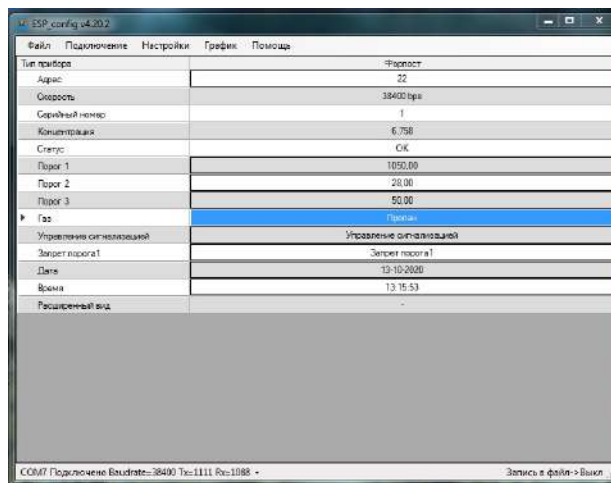 ESP_config v4.20.2
Файл Подключение Настройки График Помощь
Тип прибора Форпост
Адрес 22
Скорость 38400 bps
Серийный номер 1
Концентрация 6,758
Статус OK
Порог 1 1050,00
Порог 2 28,00
Порог 3 50,00
Газ Пропан
Управление сигнализацией Управление сигнализацией
Запрет порога1 Запрет порога1
Дата 13-10-2020
Время 13:15:53
Расширенный вид -
COM7 Подключено Baudrate=38400 Tx=1111 Rx=1088 - Запись в файл->Выкл